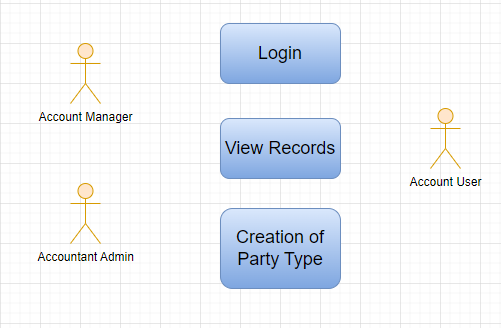 Login
Account Manager
View Records
Account User
Creation of
Party Type
Accountant Admin